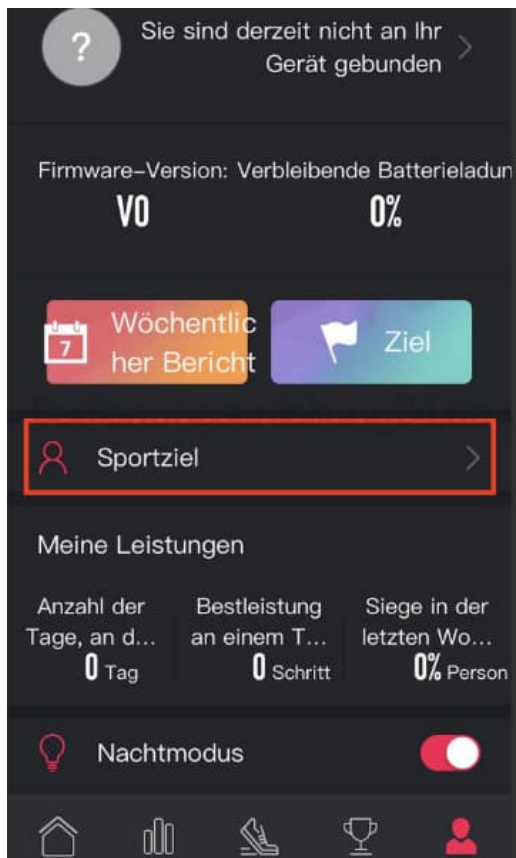 ?
Sie sind derzeit nicht an Ihr
Gerät gebunden
Firmware-Version: Verbleibende Batterieladun
V0 0%
7
Wöchentlic
her Bericht
Ziel
Sportziel
Meine Leistungen
Anzahl der Bestleistung Siege in der
Tage, an d... an einem T... letzten Wo...
0 Tag 0 Schritt 0% Person
Nachtmodus